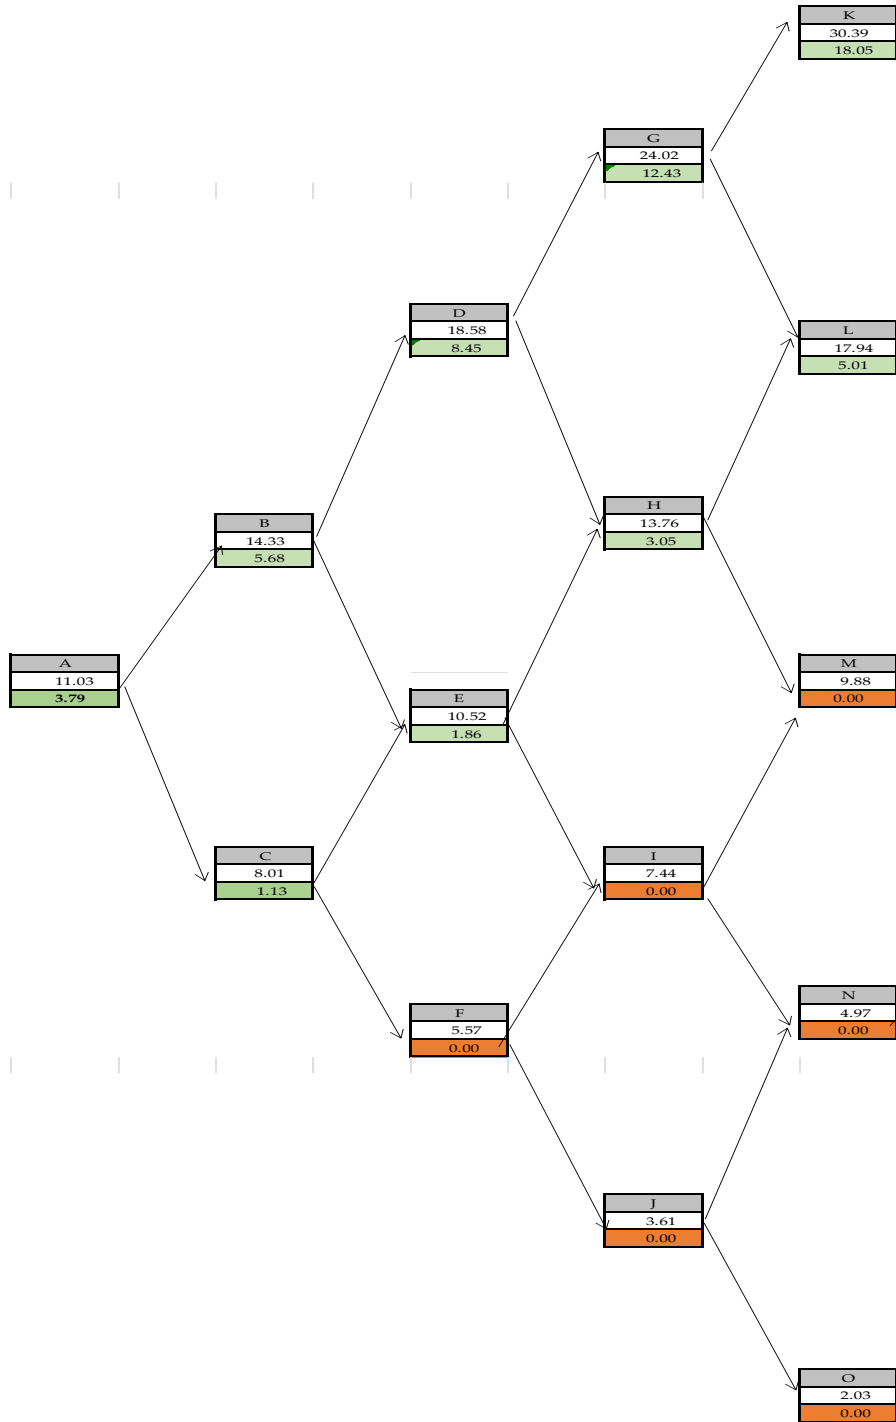 K
30.39
18.05
G
24.02
12.43
D
18.58
8.45
L
17.94
5.01
H
13.76
3.05
B
14.33
5.68
A
11.03
3.79
M
9.88
0.00
E
10.52
1.86
C
8.01
1.13
I
7.44
0.00
N
4.97
0.00
F
5.57
0.00
J
3.61
0.00
O
2.03
0.00